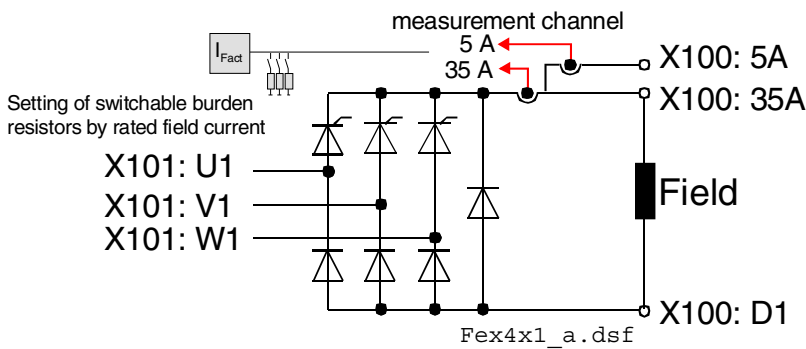 measurement channel
I Fact
5 A
35 A
X100: 5A
X100: 35A
Setting of switchable burden
resistors by rated field current
X101: U1
X101: V1
X101: W1
Field
X100: D1
Fex4x1_a.dsf